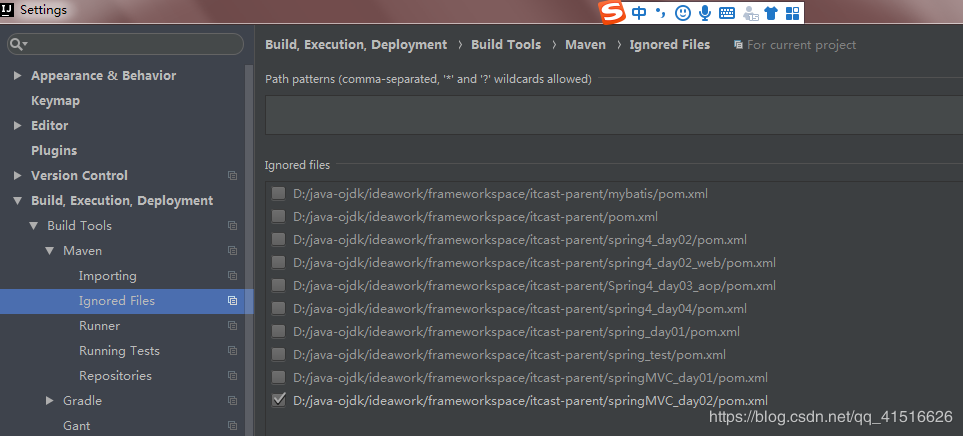 IJ Settings
S 中 15
Build, Execution, Deployment › Build Tools › Maven › Ignored Files For current project
Appearance & Behavior
Keymap
Editor
Plugins
Version Control
Build, Execution, Deployment
Build Tools
Maven
Importing
Ignored Files
Runner
Running Tests
Repositories
Gradle
Gant
Path patterns (comma-separated, '*' and '?' wildcards allowed)
Ignored files
D:/java-ojdk/ideawork/frameworkspace/itcast-parent/mybatis/pom.xml
D:/java-ojdk/ideawork/frameworkspace/itcast-parent/pom.xml
D:/java-ojdk/ideawork/frameworkspace/itcast-parent/spring4_day02/pom.xml
D:/java-ojdk/ideawork/frameworkspace/itcast-parent/spring4_day02_web/pom.xml
D:/java-ojdk/ideawork/frameworkspace/itcast-parent/Spring4_day03_aop/pom.xml
D:/java-ojdk/ideawork/frameworkspace/itcast-parent/spring4_day04/pom.xml
D:/java-ojdk/ideawork/frameworkspace/itcast-parent/spring_day01/pom.xml
D:/java-ojdk/ideawork/frameworkspace/itcast-parent/spring_test/pom.xml
D:/java-ojdk/ideawork/frameworkspace/itcast-parent/springMVC_day01/pom.xml
D:/java-ojdk/ideawork/frameworkspace/itcast-parent/springMVC_day02/pom.xml
https://blog.csdn.net/qq_41516626